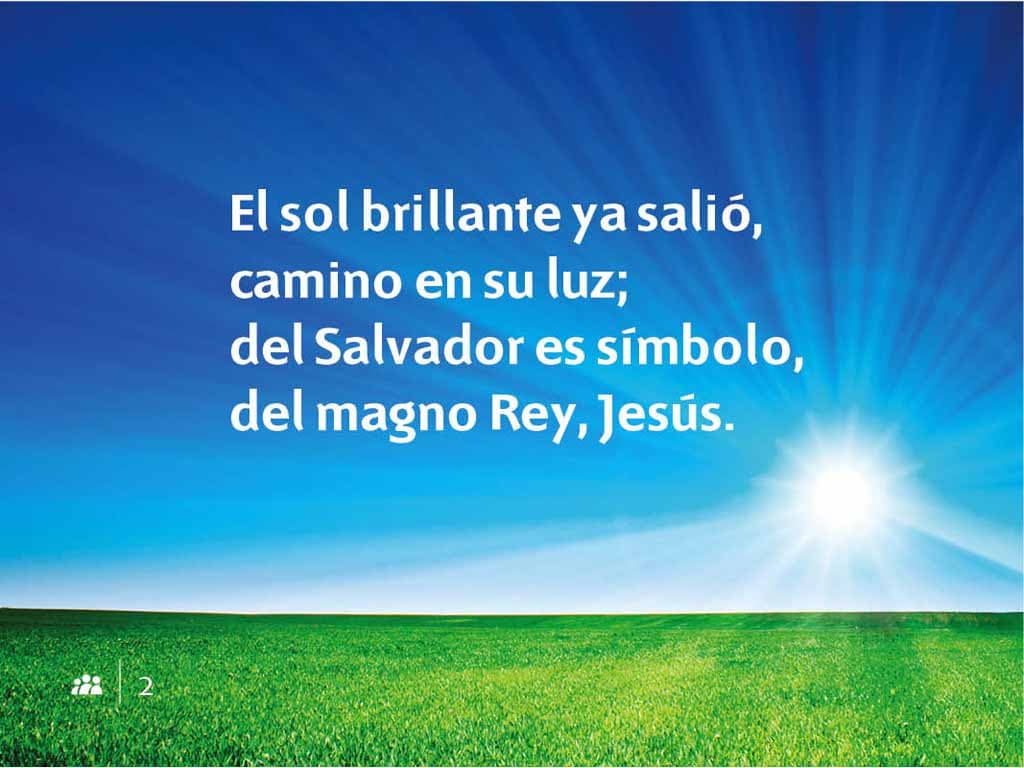 El sol brillante ya salió,
camino en su luz;
del Salvador es símbolo,
del magno Rey, Jesús.
2